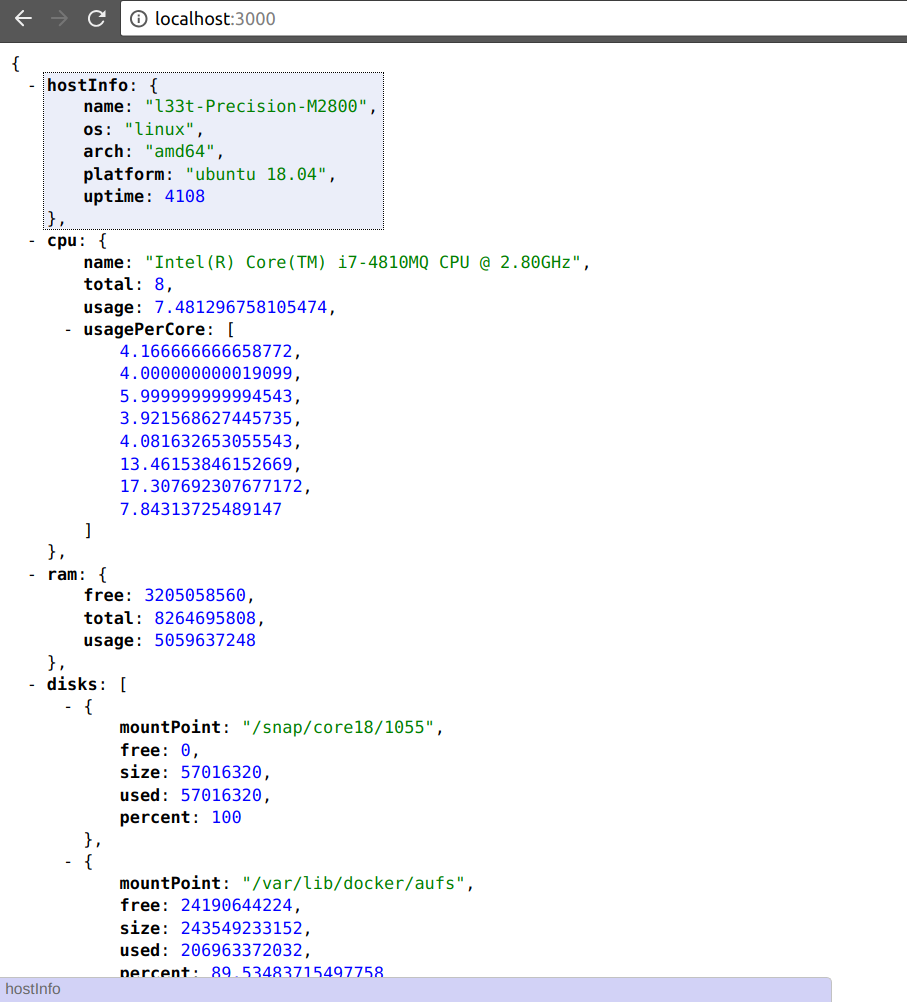 localhost:3000
{
- hostInfo: {
name: "l33t-Precision-M2800",
os: "linux",
arch: "amd64",
platform: "ubuntu 18.04",
uptime: 4108
},
- cpu: {
name: "Intel(R) Core(TM) i7-4810MQ CPU @ 2.80GHz",
total: 8,
usage: 7.481296758105474,
- usagePerCore: [
4.166666666658772,
4.000000000019099,
5.999999999994543,
3.921568627445735,
4.081632653055543,
13.46153846152669,
17.307692307677172,
7.84313725489147
]
},
- ram: {
free: 3205058560,
total: 8264695808,
usage: 5059637248
},
- disks: [
- {
mountPoint: "/snap/core18/1055",
free: 0,
size: 57016320,
used: 57016320,
percent: 100
},
- {
mountPoint: "/var/lib/docker/aufs",
free: 24190644224,
size: 243549233152,
used: 206963372032,
percent: 89.53483715497758
hostInfo